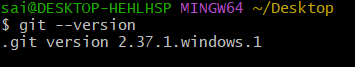 sai@DESKTOP-HEHLHSP MINGW64 ~/Desktop
$ git --version
.git version 2.37.1.windows.1